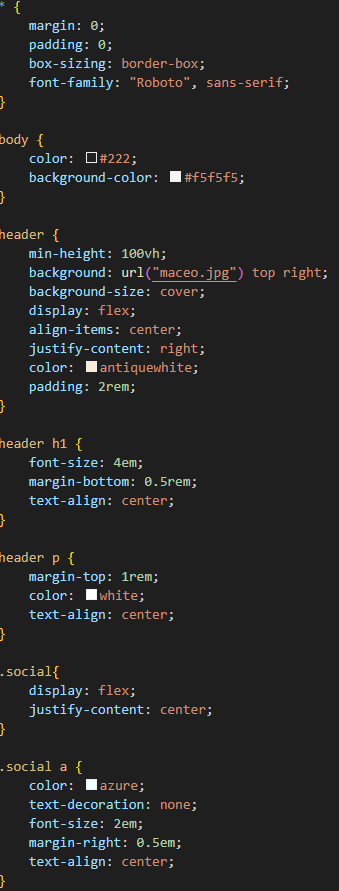 * {
margin: 0;
padding: 0;
box-sizing: border-box;
font-family: "Roboto", sans-serif;
}
body {
color: #222;
background-color: #f5f5f5;
}
header {
min-height: 100vh;
background: url("maceo.jpg") top right;
background-size: cover;
display: flex;
align-items: center;
justify-content: right;
color: antiquewhite;
padding: 2rem;
}
header h1 {
font-size: 4em;
margin-bottom: 0.5rem;
text-align: center;
}
header p {
margin-top: 1rem;
color: white;
text-align: center;
}
.social{
display: flex;
justify-content: center;
}
.social a {
color: azure;
text-decoration: none;
font-size: 2em;
margin-right: 0.5em;
text-align: center;
}